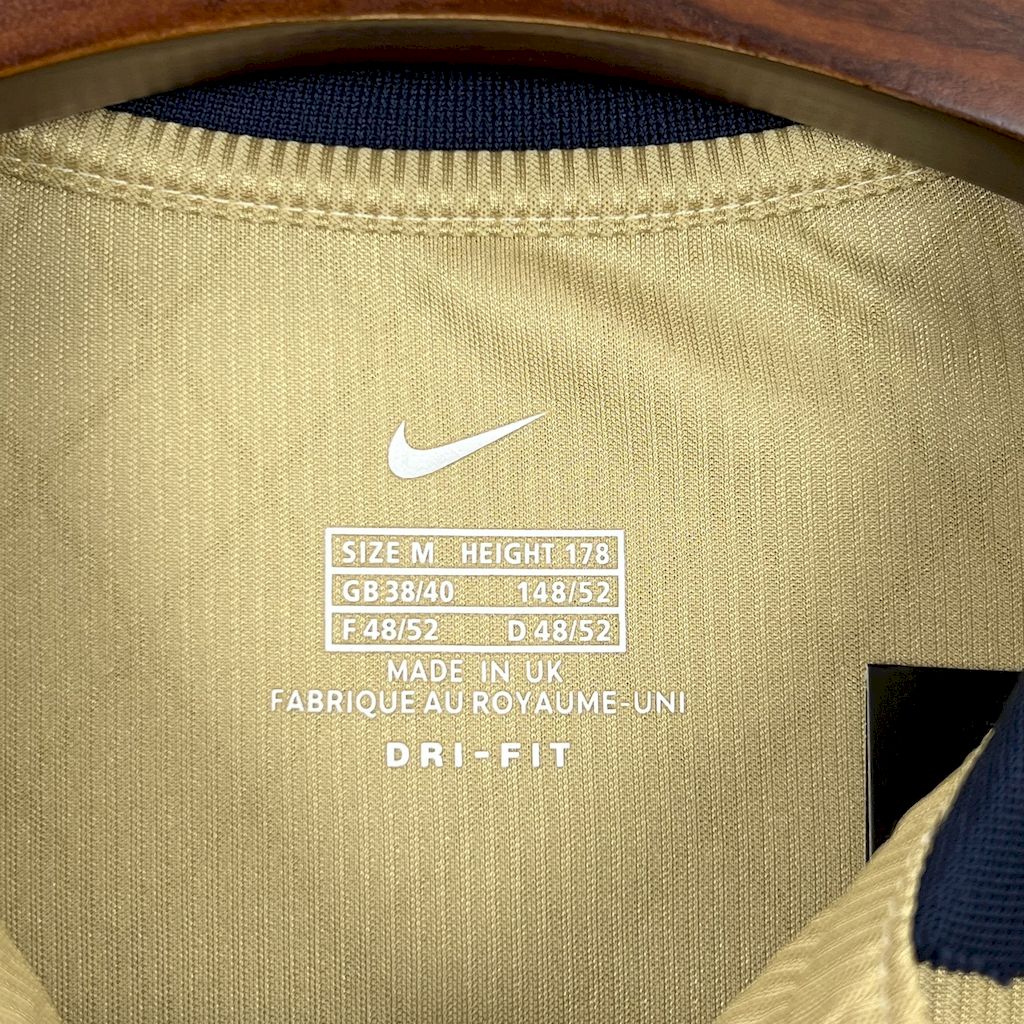 SIZE M HEIGHT 178
GB 38/40 148/52
F 48/52 D 48/52
MADE IN UK
FABRIQUE AU ROYAUME-UNI
DRI-FIT